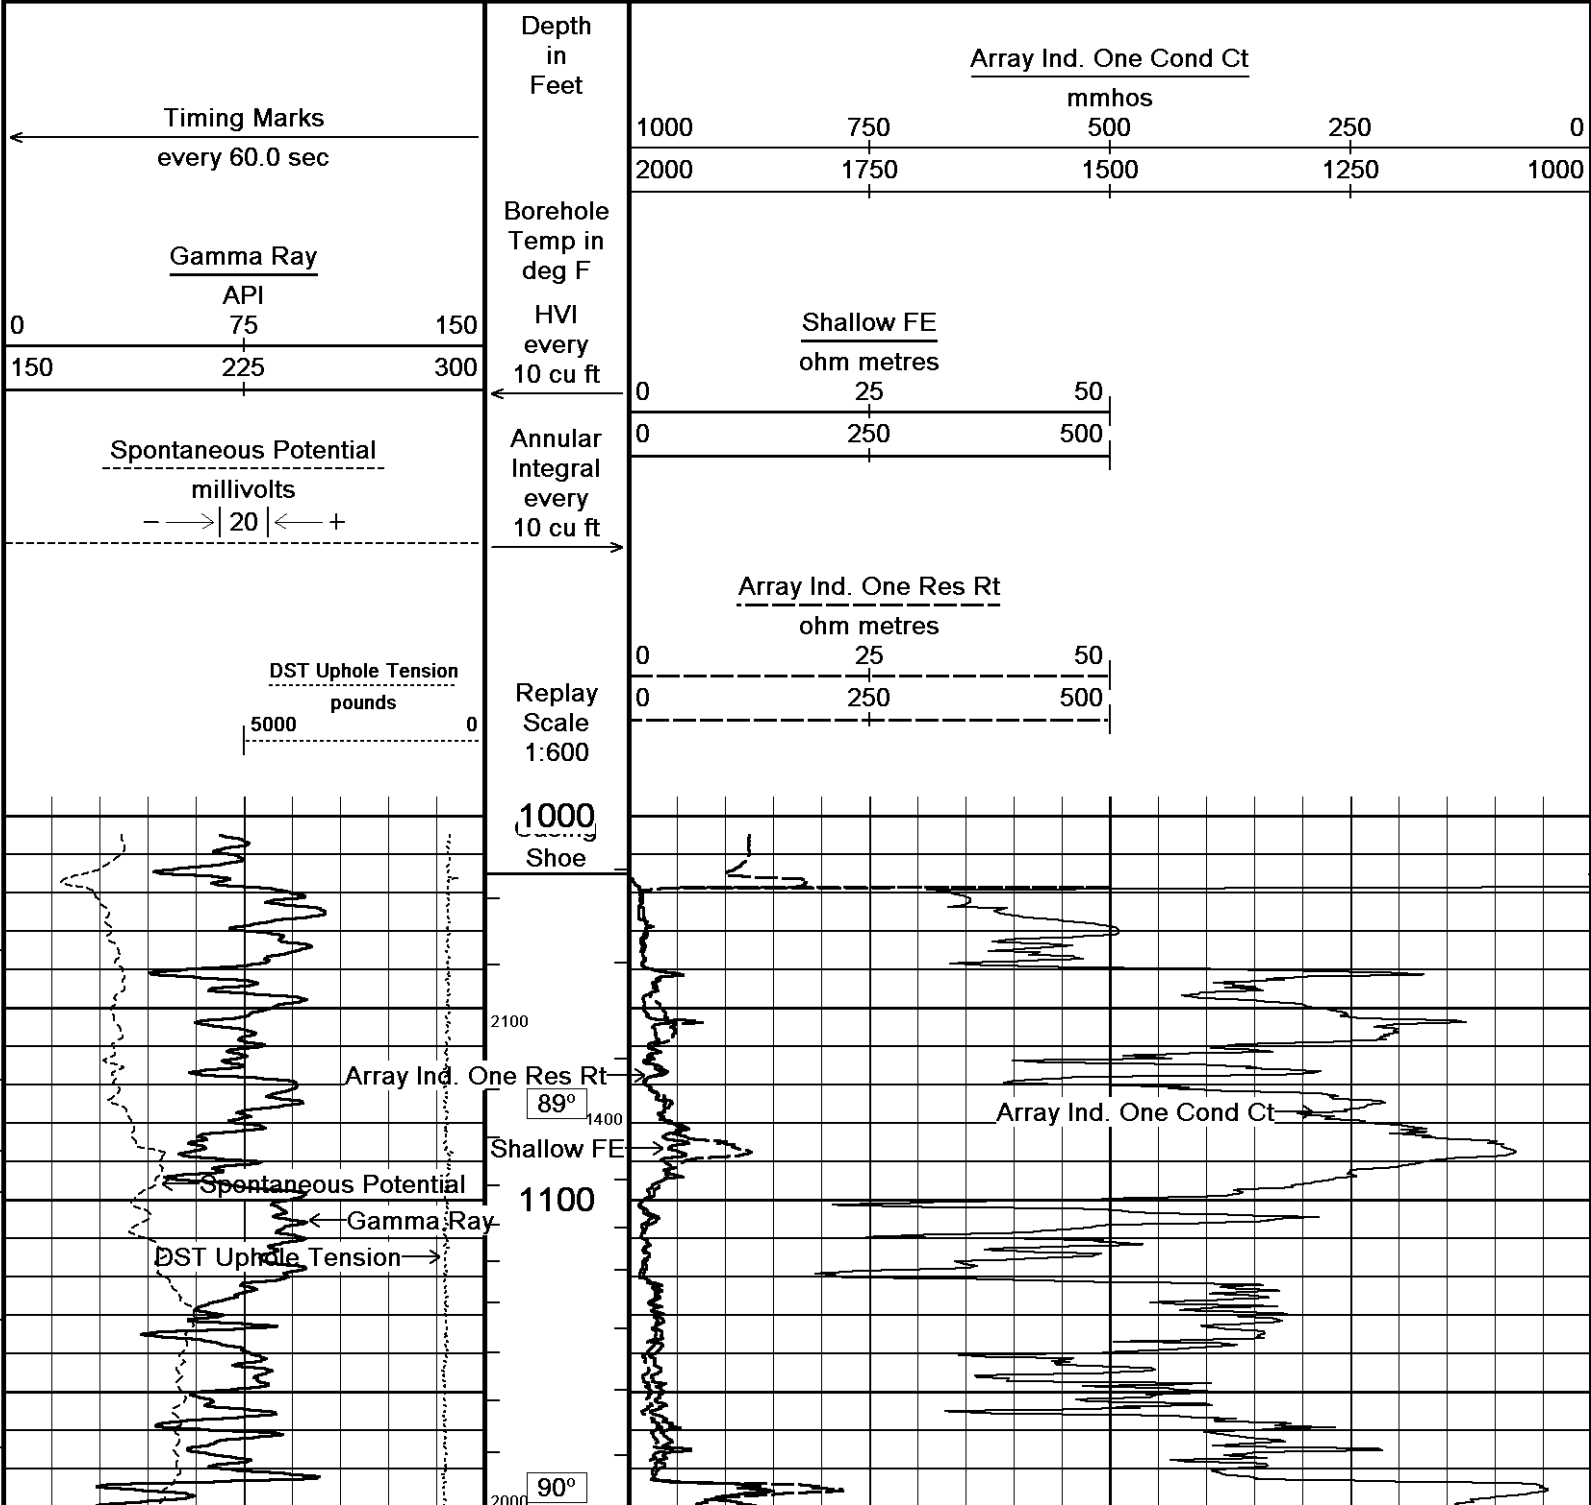 Timing Marks
every 60.0 sec
Gamma Ray
API
0 75 150
150 225 300
Spontaneous Potential
millivolts
− 20 +
DST Uphole Tension
pounds
5000 0
Depth
in
Feet
Borehole
Temp in
deg F
HVI
every
10 cu ft
Annular
Integral
every
10 cu ft
Replay
Scale
1:600
Array Ind. One Cond Ct
mmhos
1000 750 500 250 0
2000 1750 1500 1250 1000
Shallow FE
ohm metres
0 25 50
0 250 500
Array Ind. One Res Rt
ohm metres
0 25 50
0 250 500
1000
Casing
Shoe
2100
Array Ind. One Res Rt
89°
1400
Array Ind. One Cond Ct
Shallow FE
Spontaneous Potential
1100
Gamma Ray
DST Uphole Tension
90°
2000